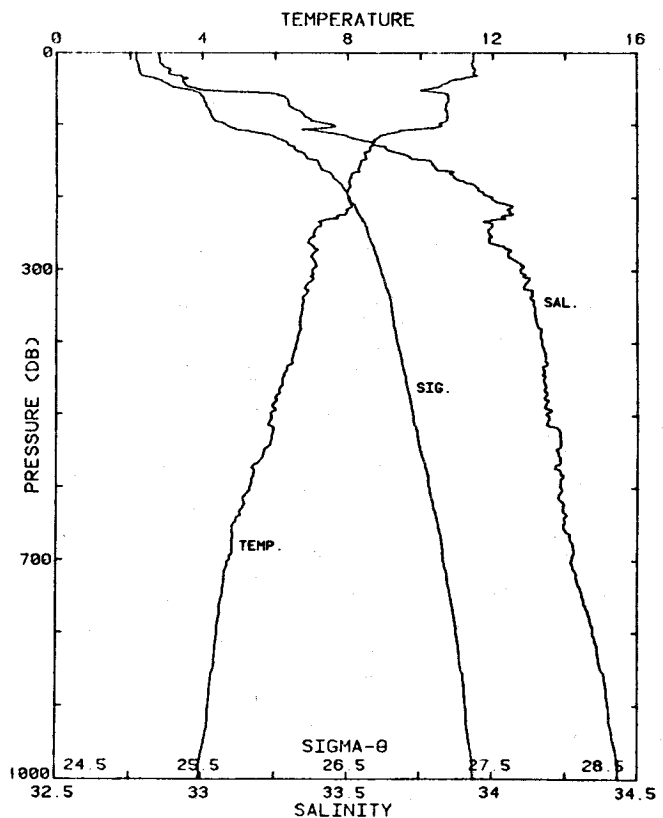 TEMPERATURE
0 4 8 12 16
0
300
SAL.
PRESSURE (DB)
SIG.
TEMP.
700
SIGMA-θ
24.5 25.5 26.5 27.5 28.5
1000
32.5 33 33.5 34 34.5
SALINITY